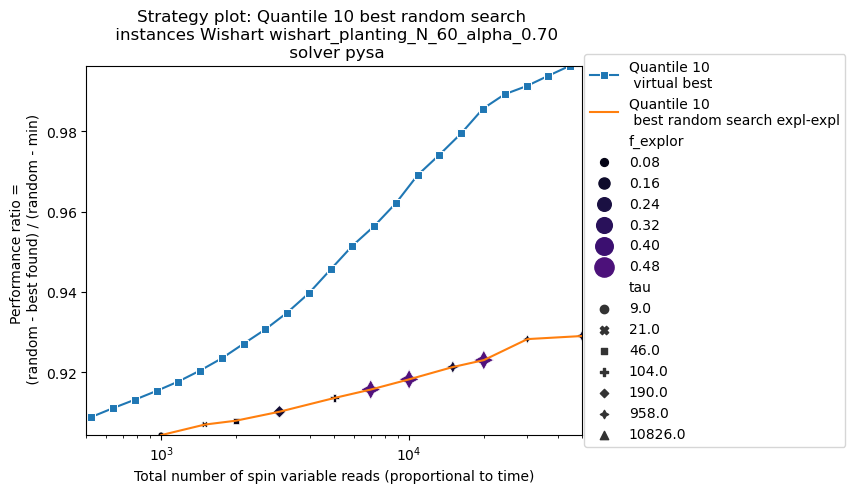 Strategy plot: Quantile 10 best random search
instances Wishart wishart_planting_N_60_alpha_0.70
solver pysa
Performance ratio =
(random - best found) / (random - min)
0.98
0.96
0.94
0.92
10^3
10^4
Total number of spin variable reads (proportional to time)
Quantile 10
virtual best
Quantile 10
best random search expl-expl
f_explor
0.08
0.16
0.24
0.32
0.40
0.48
tau
9.0
21.0
46.0
104.0
190.0
958.0
10826.0